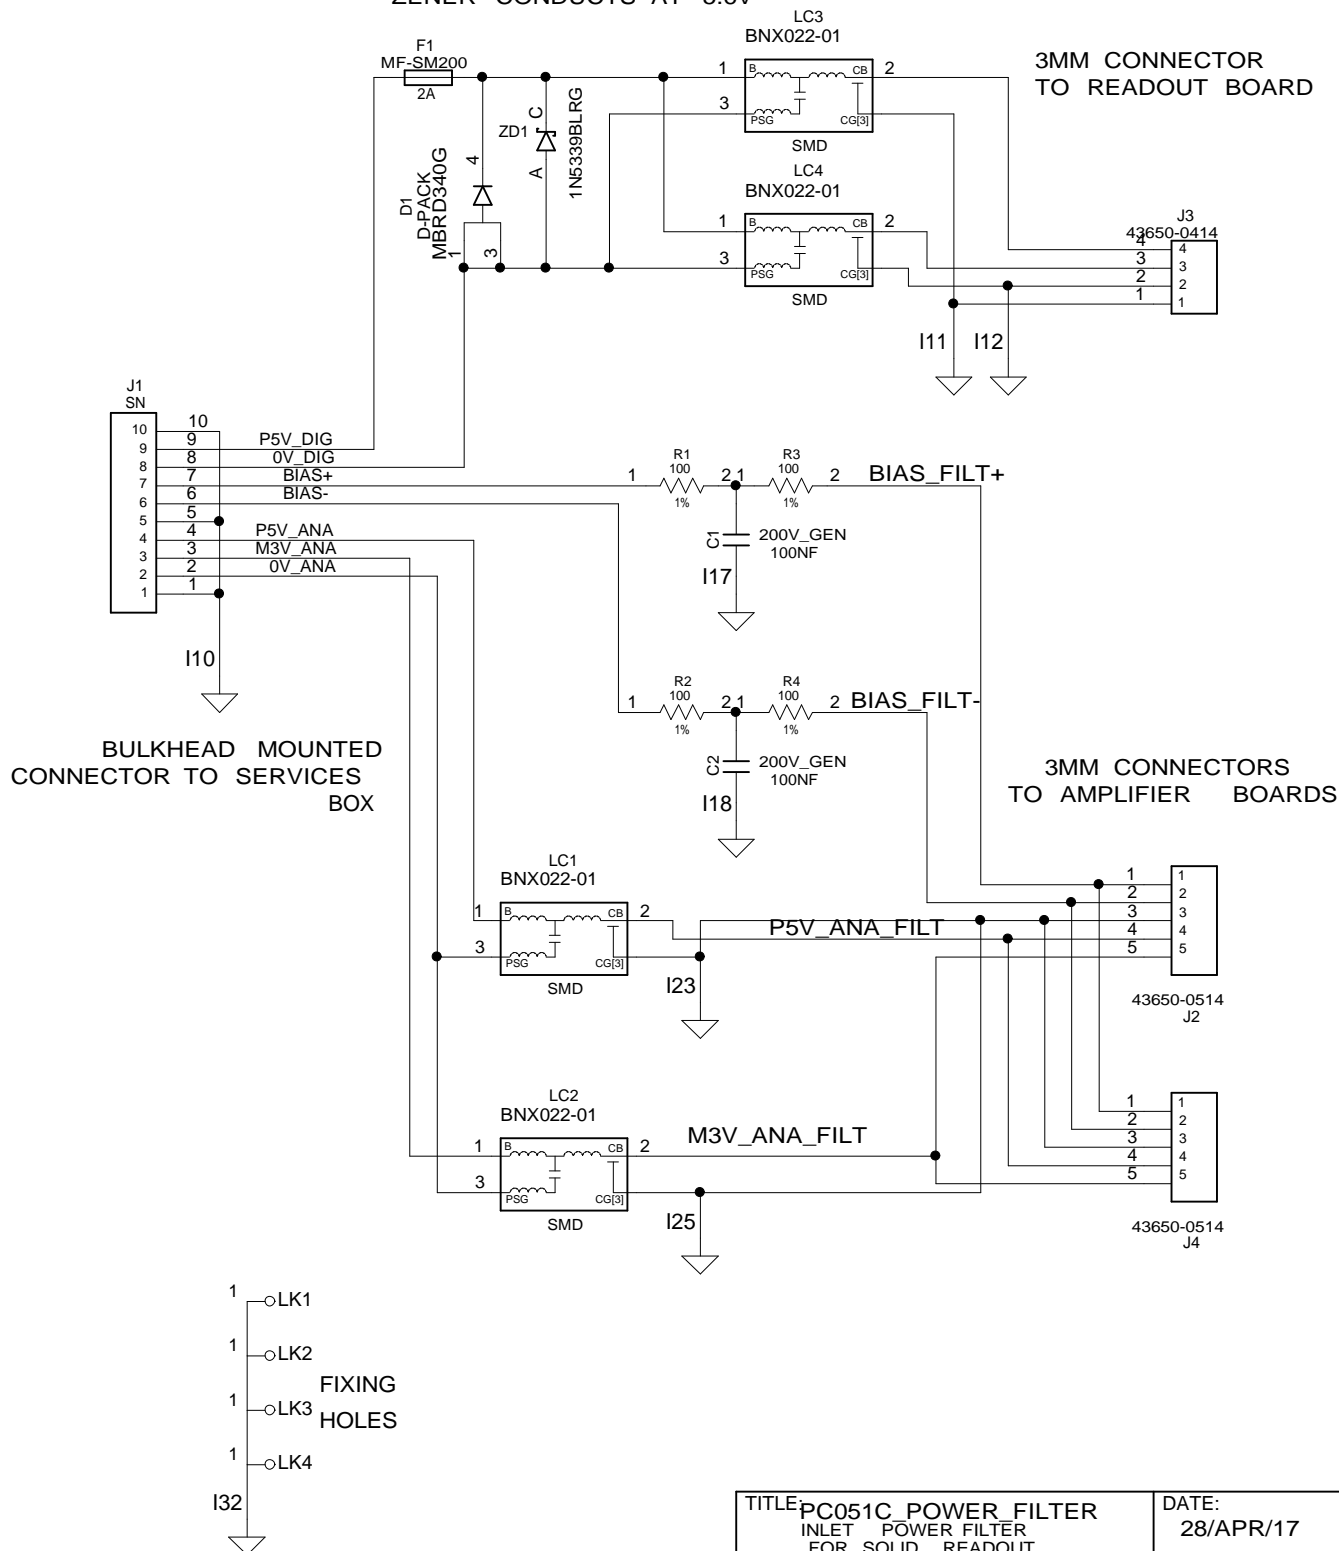 LC3
BNX022-01
F1
MF-SM200
2A
1 B CB 2
3 PSG CG[3]
SMD
3MM CONNECTOR
TO READOUT BOARD
ZD1
C
A
1N5339BLRG
4
D1
D-PACK
MBRD340G
1
3
LC4
BNX022-01
1 B CB 2
3 PSG CG[3]
SMD
J3
43650-0414
4 4
3 3
2 2
1 1
I11 I12
J1
SN
10 10
9 9 P5V_DIG
8 8 0V_DIG
7 7 BIAS+
6 6 BIAS-
5 5
4 4 P5V_ANA
3 3 M3V_ANA
2 2 0V_ANA
1 1
I10
BULKHEAD MOUNTED
CONNECTOR TO SERVICES
BOX
R1 R3
100 100
1 2 1 2 BIAS_FILT+
1% 1%
C1
200V_GEN
100NF
I17
R2 R4
100 100
1 2 1 2 BIAS_FILT-
1% 1%
C2
200V_GEN
100NF
I18
3MM CONNECTORS
TO AMPLIFIER BOARDS
LC1
BNX022-01
1 B CB 2
3 PSG CG[3]
SMD
I23
P5V_ANA_FILT
1 1
2 2
3 3
4 4
5 5
43650-0514
J2
LC2
BNX022-01
1 B CB 2
3 PSG CG[3]
SMD
M3V_ANA_FILT
I25
1 1
2 2
3 3
4 4
5 5
43650-0514
J4
1 LK1
1 LK2
1 LK3
1 LK4
FIXING
HOLES
I32
TITLE:
PC051C_POWER_FILTER
INLET POWER FILTER
FOR SOLID READOUT
DATE:
28/APR/17